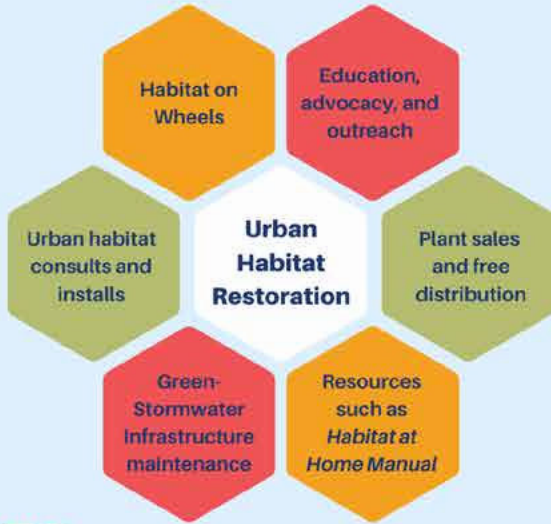 Habitat on
Wheels
Education,
advocacy, and
outreach
Urban habitat
consults and
installs
Urban
Habitat
Restoration
Plant sales
and free
distribution
Green-
Stormwater
Infrastructure
maintenance
Resources
such as
Habitat at
Home Manual